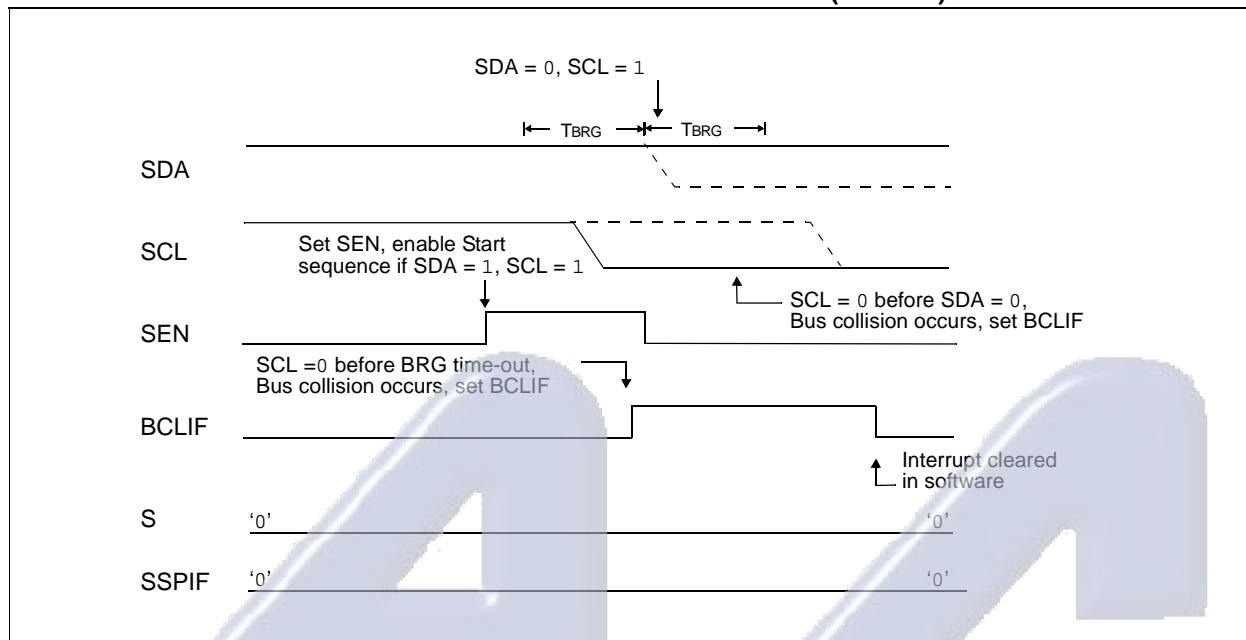 SDA = 0, SCL = 1
TBRG TBRG
SDA
SCL
Set SEN, enable Start
sequence if SDA = 1, SCL = 1
SCL = 0 before SDA = 0,
Bus collision occurs, set BCLIF
SEN
SCL =0 before BRG time-out,
Bus collision occurs, set BCLIF
BCLIF
Interrupt cleared
in software
S
‘0’ ‘0’
SSPIF
‘0’ ‘0’